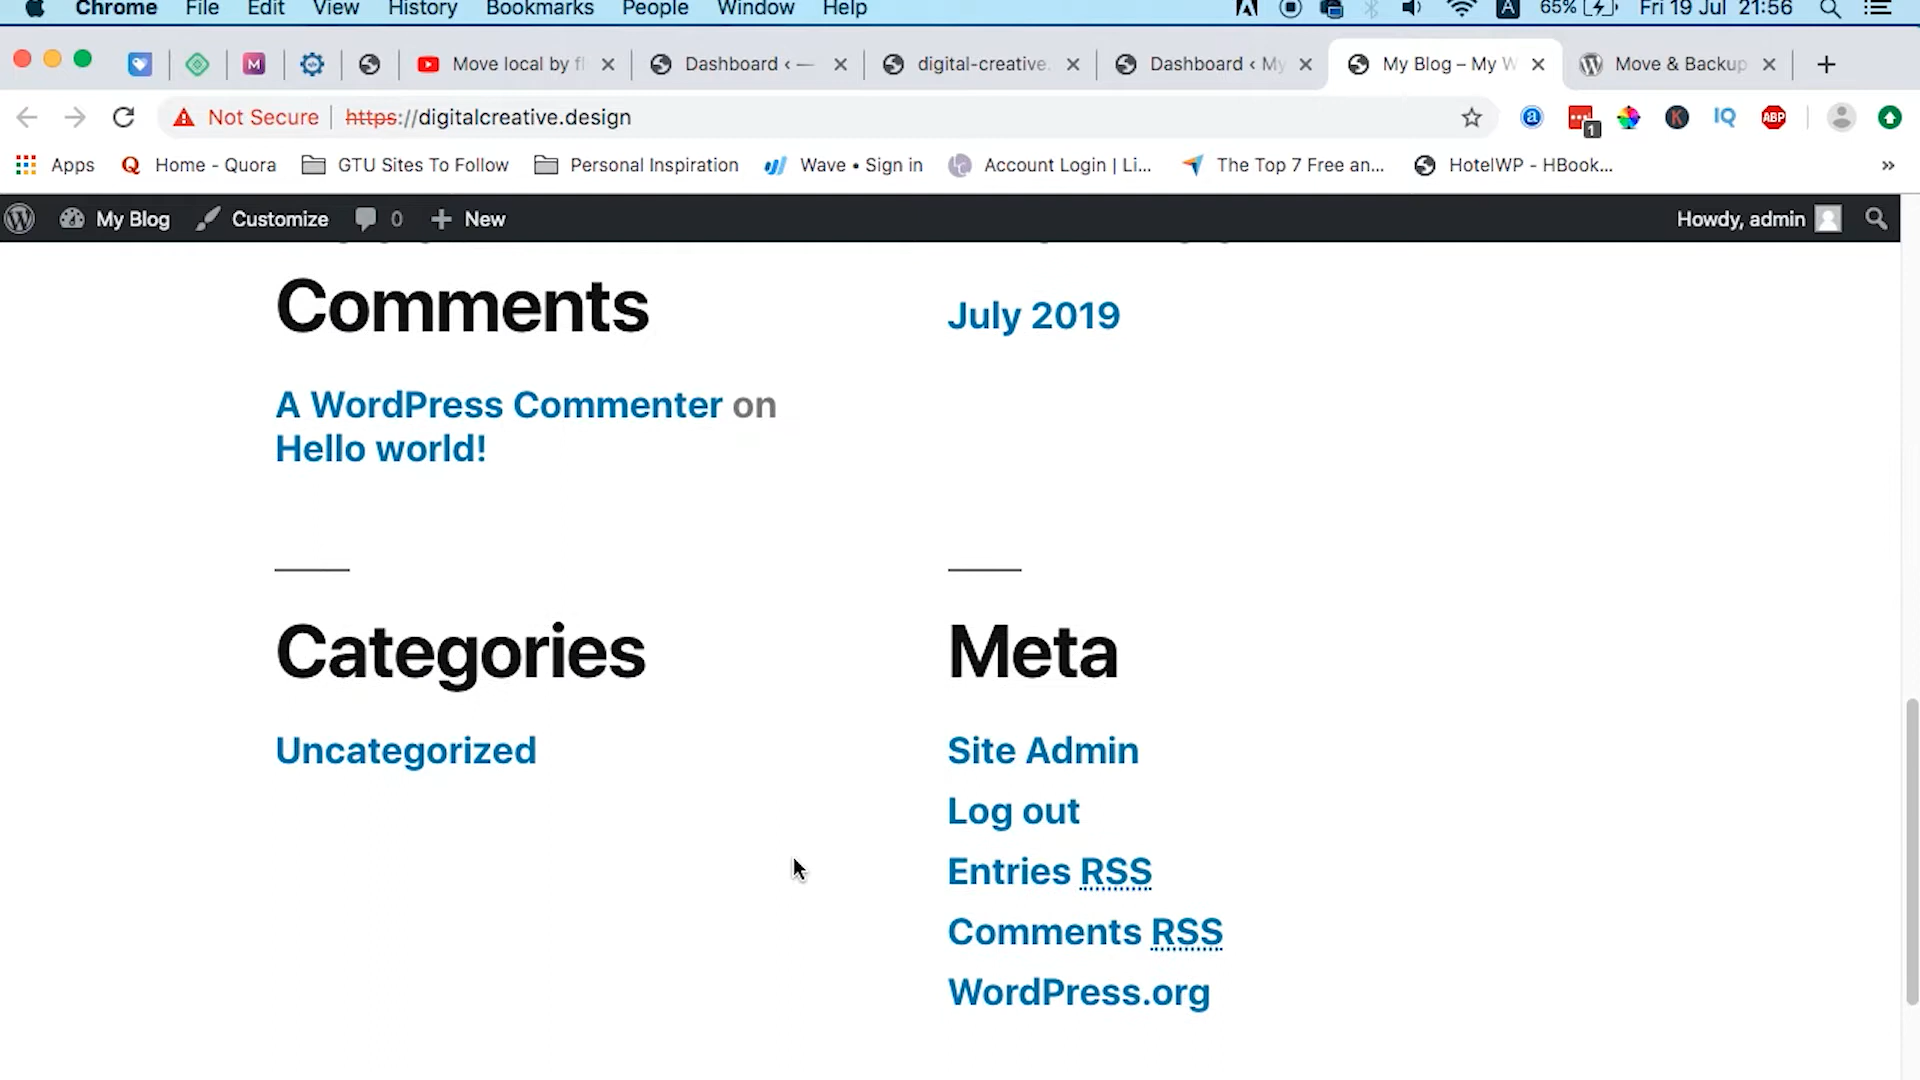 Chrome File Edit View History Bookmarks People Window Help A 65% Fri 19 Jul 21:56
M Move local by fl Dashboard ‹ — digital-creative. Dashboard ‹ My My Blog – My W Move & Backup
Not Secure https://digitalcreative.design a 1 K IQ ABP
Apps Q Home - Quora GTU Sites To Follow Personal Inspiration Wave • Sign in Account Login | Li... The Top 7 Free an... HotelWP - HBook... »
My Blog Customize 0 New Howdy, admin
Comments
July 2019
A WordPress Commenter on
Hello world!
Categories
Meta
Uncategorized
Site Admin
Log out
Entries RSS
Comments RSS
WordPress.org